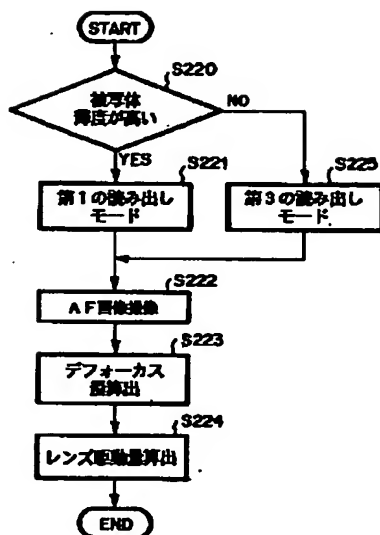 START
S220
被写体
輝度が高い
NO
YES
S221
S225
第1の読み出し
モード
第3の読み出し
モード
S222
AF画像撮像
S223
デフォーカス
量算出
S224
レンズ駆動量算出
END